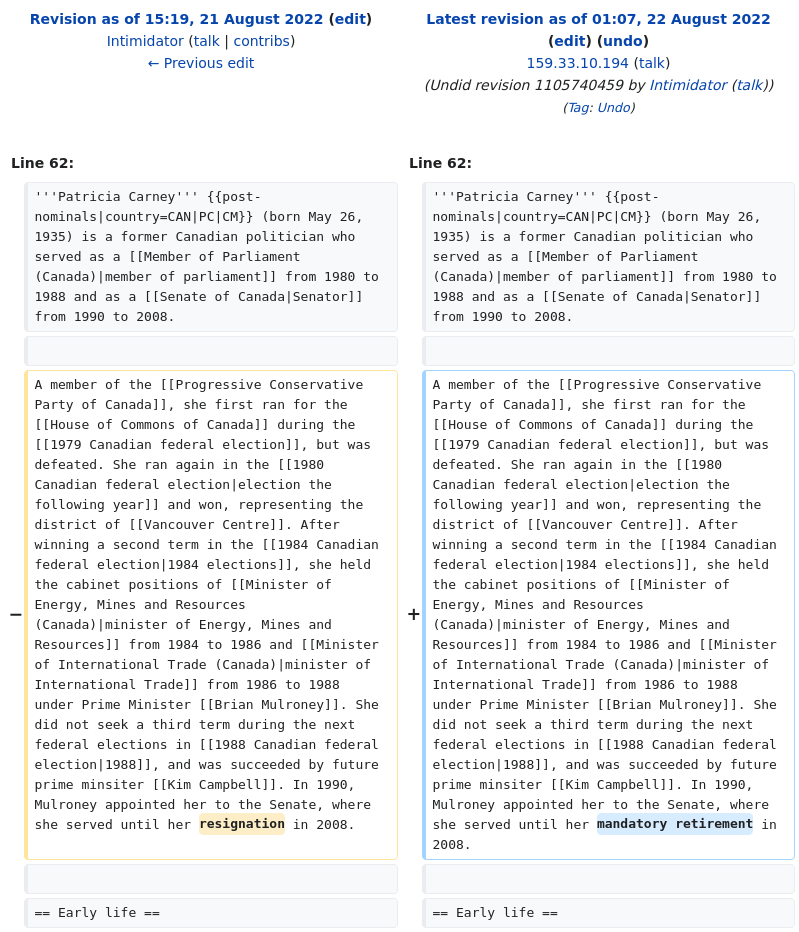 Revision as of 15:19, 21 August 2022 (edit)
Intimidator (talk | contribs)
← Previous edit
Latest revision as of 01:07, 22 August 2022
(edit) (undo)
159.33.10.194 (talk)
(Undid revision 1105740459 by Intimidator (talk))
(Tag: Undo)
Line 62:
'''Patricia Carney''' {{post-
nominals|country=CAN|PC|CM}} (born May 26,
1935) is a former Canadian politician who
served as a [[Member of Parliament
(Canada)|member of parliament]] from 1980 to
1988 and as a [[Senate of Canada|Senator]]
from 1990 to 2008.
−
A member of the [[Progressive Conservative
Party of Canada]], she first ran for the
[[House of Commons of Canada]] during the
[[1979 Canadian federal election]], but was
defeated. She ran again in the [[1980
Canadian federal election|election the
following year]] and won, representing the
district of [[Vancouver Centre]]. After
winning a second term in the [[1984 Canadian
federal election|1984 elections]], she held
the cabinet positions of [[Minister of
Energy, Mines and Resources
(Canada)|minister of Energy, Mines and
Resources]] from 1984 to 1986 and [[Minister
of International Trade (Canada)|minister of
International Trade]] from 1986 to 1988
under Prime Minister [[Brian Mulroney]]. She
did not seek a third term during the next
federal elections in [[1988 Canadian federal
election|1988]], and was succeeded by future
prime minsiter [[Kim Campbell]]. In 1990,
Mulroney appointed her to the Senate, where
she served until her resignation in 2008.
== Early life ==
Line 62:
'''Patricia Carney''' {{post-
nominals|country=CAN|PC|CM}} (born May 26,
1935) is a former Canadian politician who
served as a [[Member of Parliament
(Canada)|member of parliament]] from 1980 to
1988 and as a [[Senate of Canada|Senator]]
from 1990 to 2008.
+
A member of the [[Progressive Conservative
Party of Canada]], she first ran for the
[[House of Commons of Canada]] during the
[[1979 Canadian federal election]], but was
defeated. She ran again in the [[1980
Canadian federal election|election the
following year]] and won, representing the
district of [[Vancouver Centre]]. After
winning a second term in the [[1984 Canadian
federal election|1984 elections]], she held
the cabinet positions of [[Minister of
Energy, Mines and Resources
(Canada)|minister of Energy, Mines and
Resources]] from 1984 to 1986 and [[Minister
of International Trade (Canada)|minister of
International Trade]] from 1986 to 1988
under Prime Minister [[Brian Mulroney]]. She
did not seek a third term during the next
federal elections in [[1988 Canadian federal
election|1988]], and was succeeded by future
prime minsiter [[Kim Campbell]]. In 1990,
Mulroney appointed her to the Senate, where
she served until her mandatory retirement in
2008.
== Early life ==